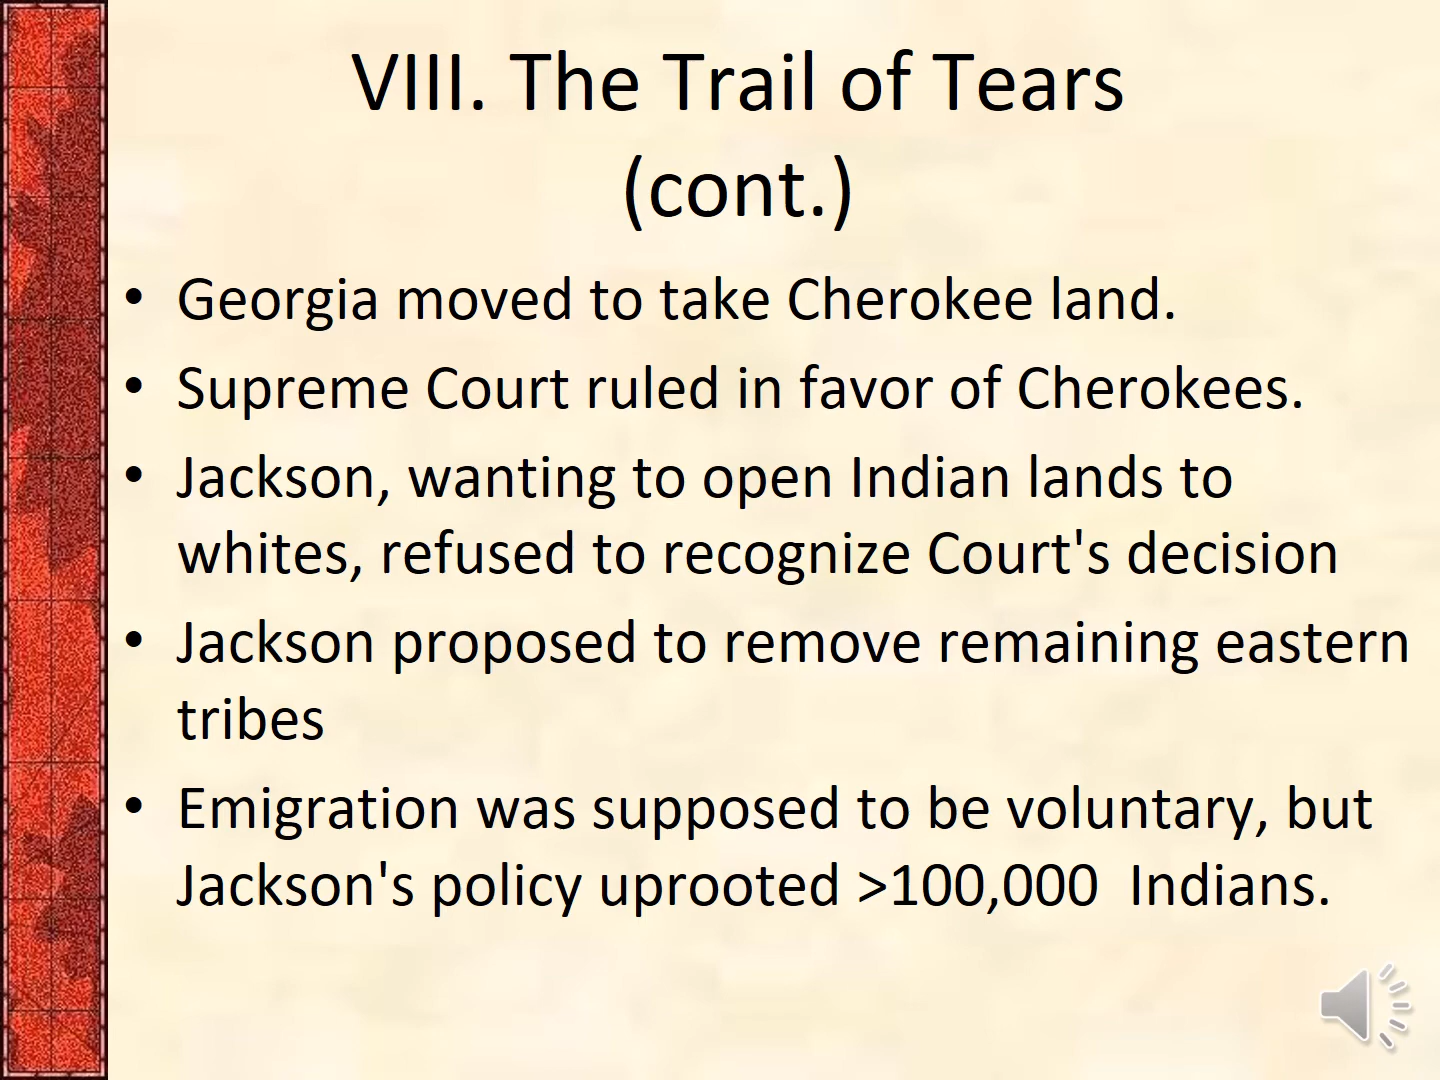 VIII. The Trail of Tears
(cont.)
• Georgia moved to take Cherokee land.
• Supreme Court ruled in favor of Cherokees.
• Jackson, wanting to open Indian lands to
whites, refused to recognize Court's decision
• Jackson proposed to remove remaining eastern
tribes
• Emigration was supposed to be voluntary, but
Jackson's policy uprooted >100,000  Indians.